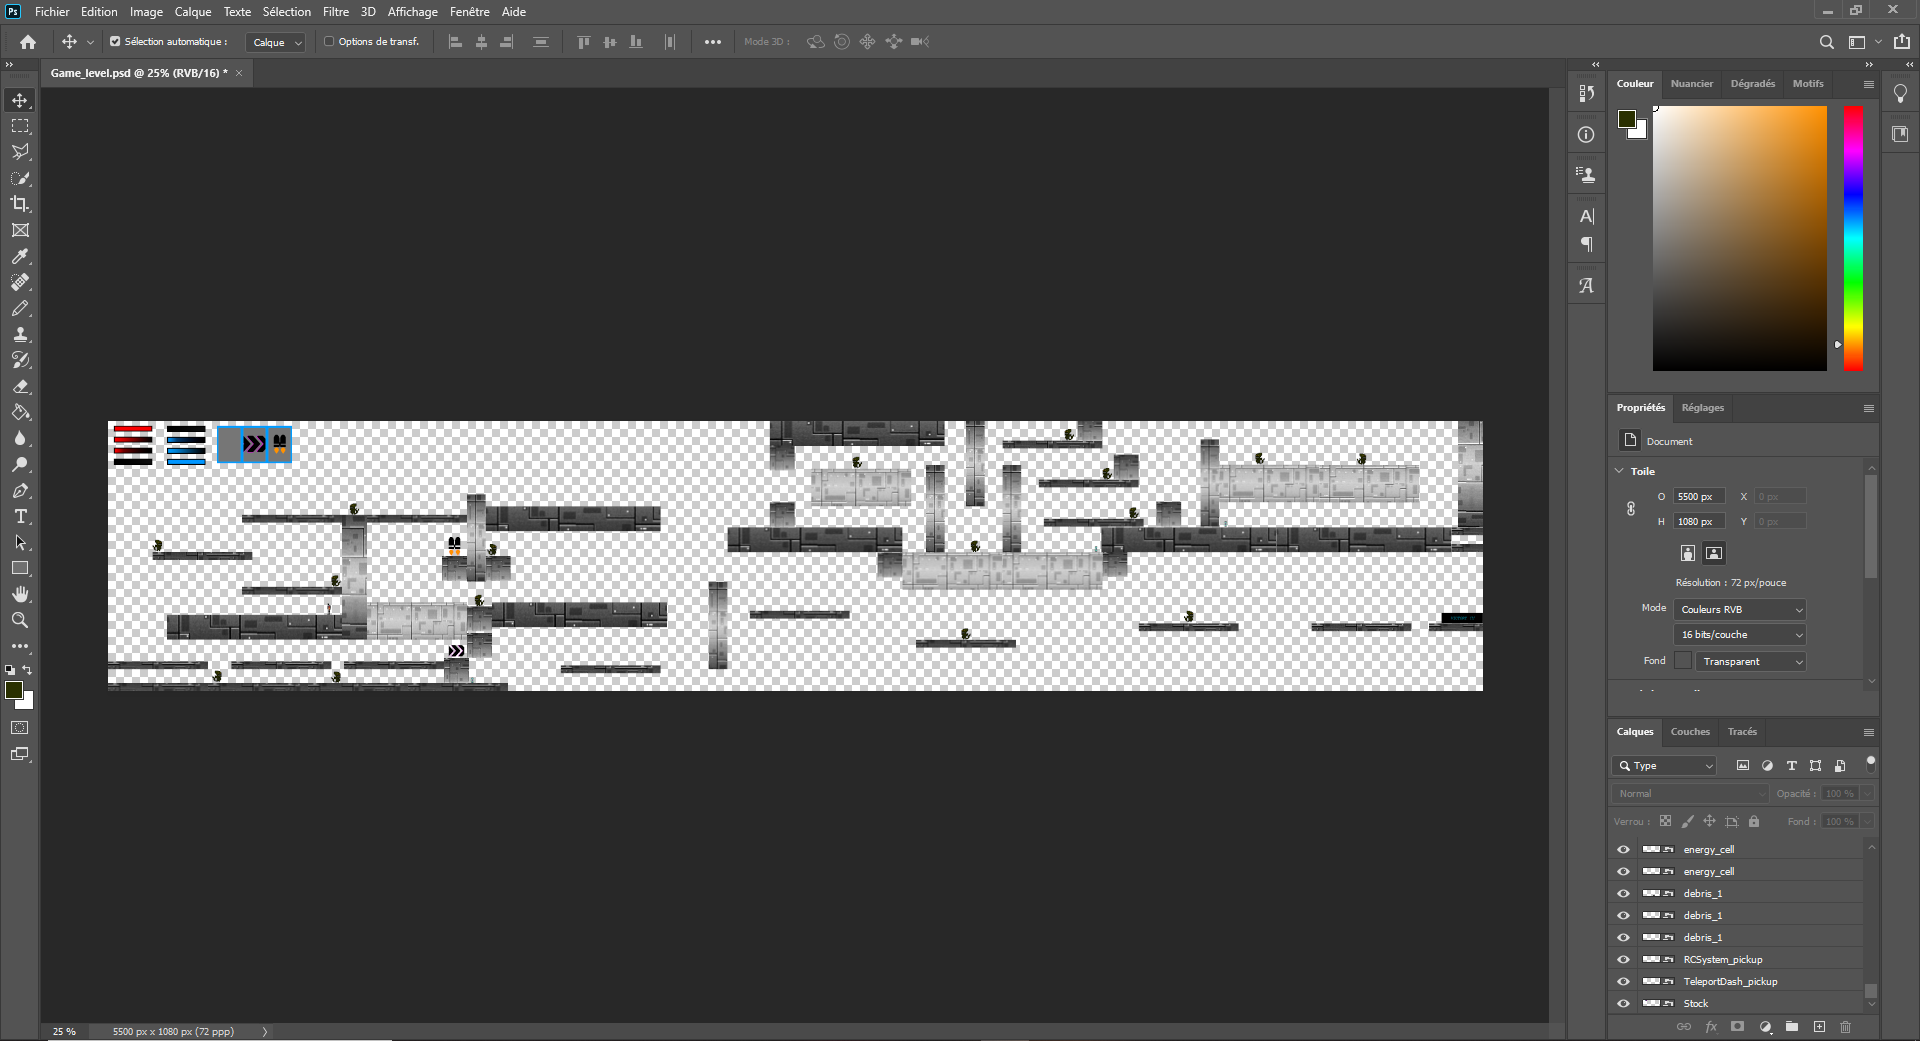 Ps Fichier Edition Image Calque Texte Sélection Filtre 3D Affichage Fenêtre Aide
Sélection automatique : Calque Options de transf. Mode 3D :
Game_level.psd @ 25% (RVB/16) * ×
Couleur Nuancier Dégradés Motifs
Propriétés Réglages
Document
Toile
O 5500 px X 0 px
H 1080 px Y 0 px
Résolution : 72 px/pouce
Mode Couleurs RVB
16 bits/couche
Fond Transparent
Calques Couches Tracés
Type
Normal Opacité : 100 %
Verrou : Fond : 100 %
energy_cell
energy_cell
debris_1
debris_1
debris_1
RCSystem_pickup
TeleportDash_pickup
Stock
25 % 5500 px x 1080 px (72 ppp)